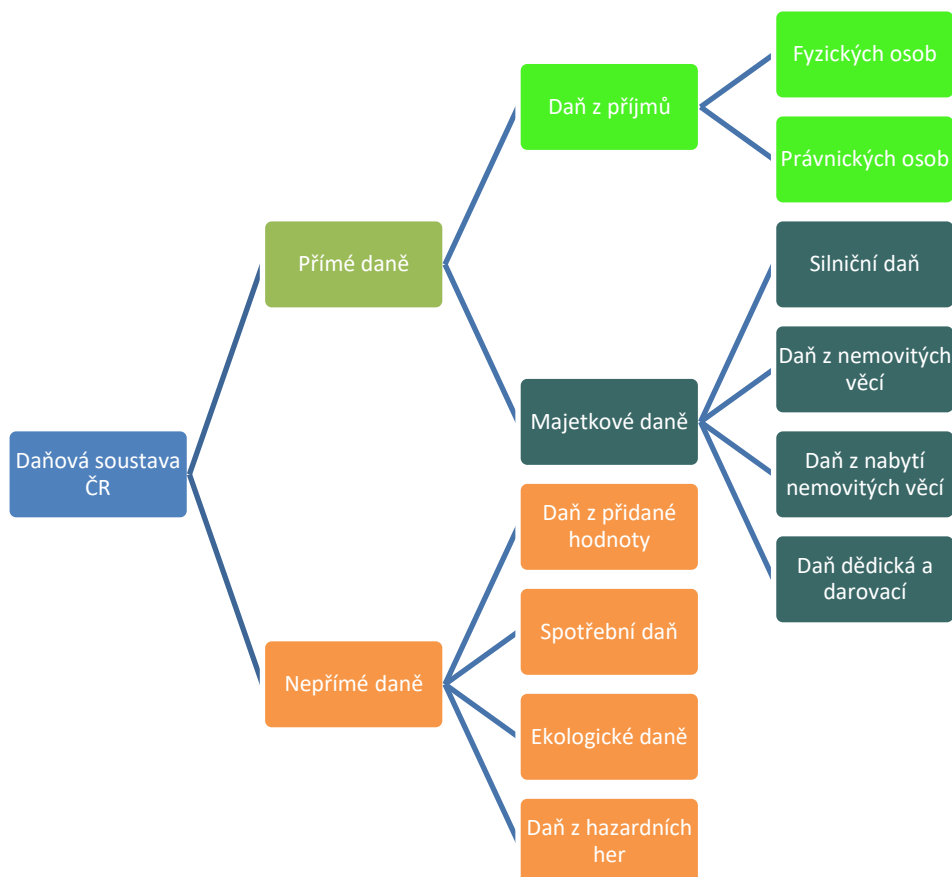 Daňová soustava
ČR
Přímé daně
Daň z příjmů
Fyzických osob
Právnických osob
Majetkové daně
Silniční daň
Daň z nemovitých
věcí
Daň z nabytí
nemovitých věcí
Daň dědická a
darovací
Nepřímé daně
Daň z přidané
hodnoty
Spotřební daň
Ekologické daně
Daň z hazardních
her